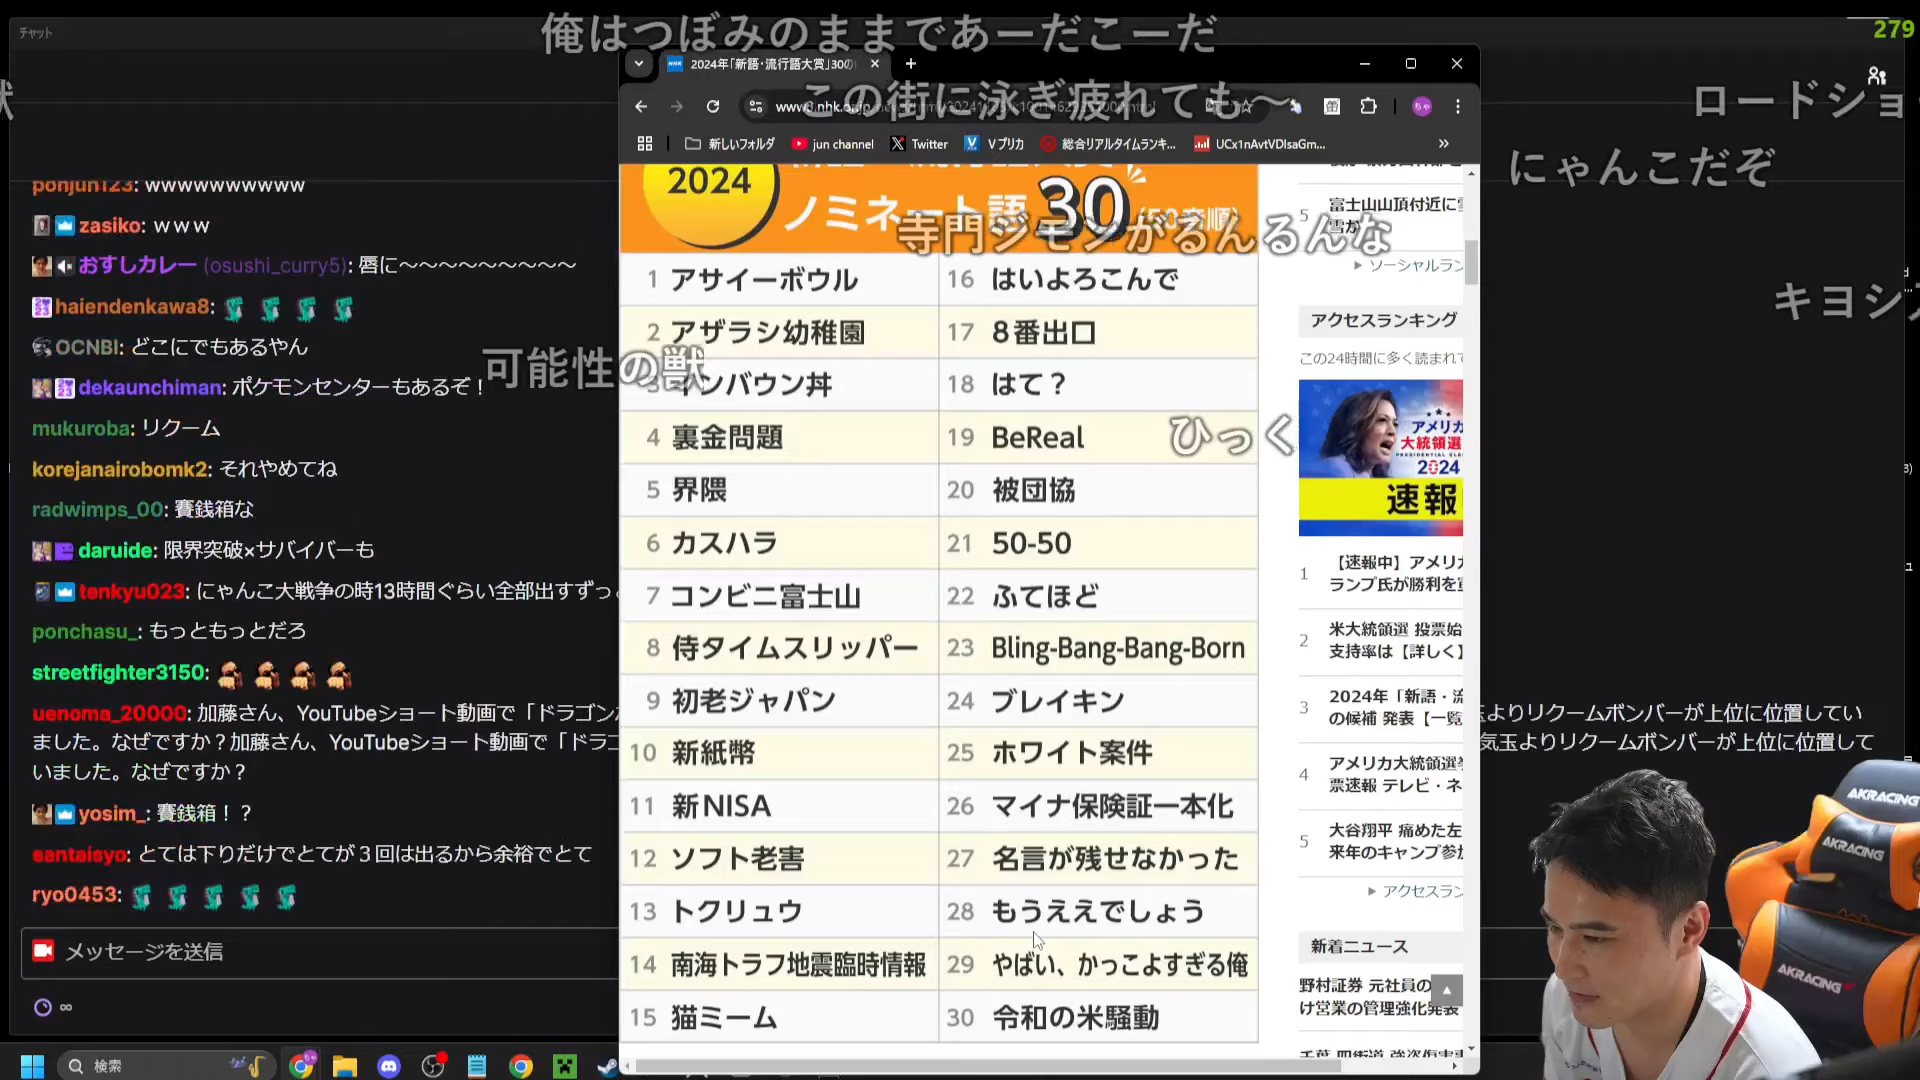 俺はつぼみのままであーだこーだ
279
チャット
2024年「新語・流行語大賞」30の
この街に泳ぎ疲れても～
ロードショ
にゃんこだぞ
新しいフォルダ
jun channel
Twitter
Vプリカ
総合リアルタイムランキ...
UCx1nAvtVDIsaGm...
ponjun123: wwwwwwwwww
zasiko: ｗｗｗ
おすしカレー (osushi_curry5): 唇に～～～～～～～～～
haiendenkawa8:
OCNBI: どこにでもあるやん
dekaunchiman: ポケモンセンターもあるぞ！
mukuroba: リクーム
korejanairobomk2: それやめてね
radwimps_00: 賽銭箱な
daruide: 限界突破×サバイバーも
tenkyu023: にゃんこ大戦争の時13時間ぐらい全部出すずっ
ponchasu_: もっともっとだろ
streetfighter3150:
uenoma_20000: 加藤さん、YouTubeショート動画で「ドラゴン
玉よりリクームボンバーが上位に位置してい
ました。なぜですか？加藤さん、YouTubeショート動画で「ドラゴ
気玉よりリクームボンバーが上位に位置して
いました。なぜですか？
yosim_: 賽銭箱！？
santaisyo: とては下りだけでとてが３回は出るから余裕でとて
ryo0453:
メッセージを送信
∞
検索
2024
ノミネート語 30
寺門ジモンがるんるんな
可能性の獣
ひっく
キヨシ
1 アサイーボウル
2 アザラシ幼稚園
3 インバウン丼
4 裏金問題
5 界隈
6 カスハラ
7 コンビニ富士山
8 侍タイムスリッパー
9 初老ジャパン
10 新紙幣
11 新NISA
12 ソフト老害
13 トクリュウ
14 南海トラフ地震臨時情報
15 猫ミーム
16 はいよろこんで
17 8番出口
18 はて？
19 BeReal
20 被団協
21 50-50
22 ふてほど
23 Bling-Bang-Bang-Born
24 ブレイキン
25 ホワイト案件
26 マイナ保険証一本化
27 名言が残せなかった
28 もうええでしょう
29 やばい、かっこよすぎる俺
30 令和の米騒動
5 富士山山頂付近に
ソーシャルラン
アクセスランキング
この24時間に多く読まれて
アメリカ
大統領選
2024
速報
1 【速報中】アメリカ
ランプ氏が勝利を
2 米大統領選 投票始
支持率は【詳しく】
3 2024年「新語・流
の候補 発表【一覧
4 アメリカ大統領選
票速報 テレビ・ネ
5 大谷翔平 痛めた左
来年のキャンプ参加
アクセスラン
新着ニュース
野村証券 元社員の
け営業の管理強化発表
AKRACING
AKRACING
AKRACING